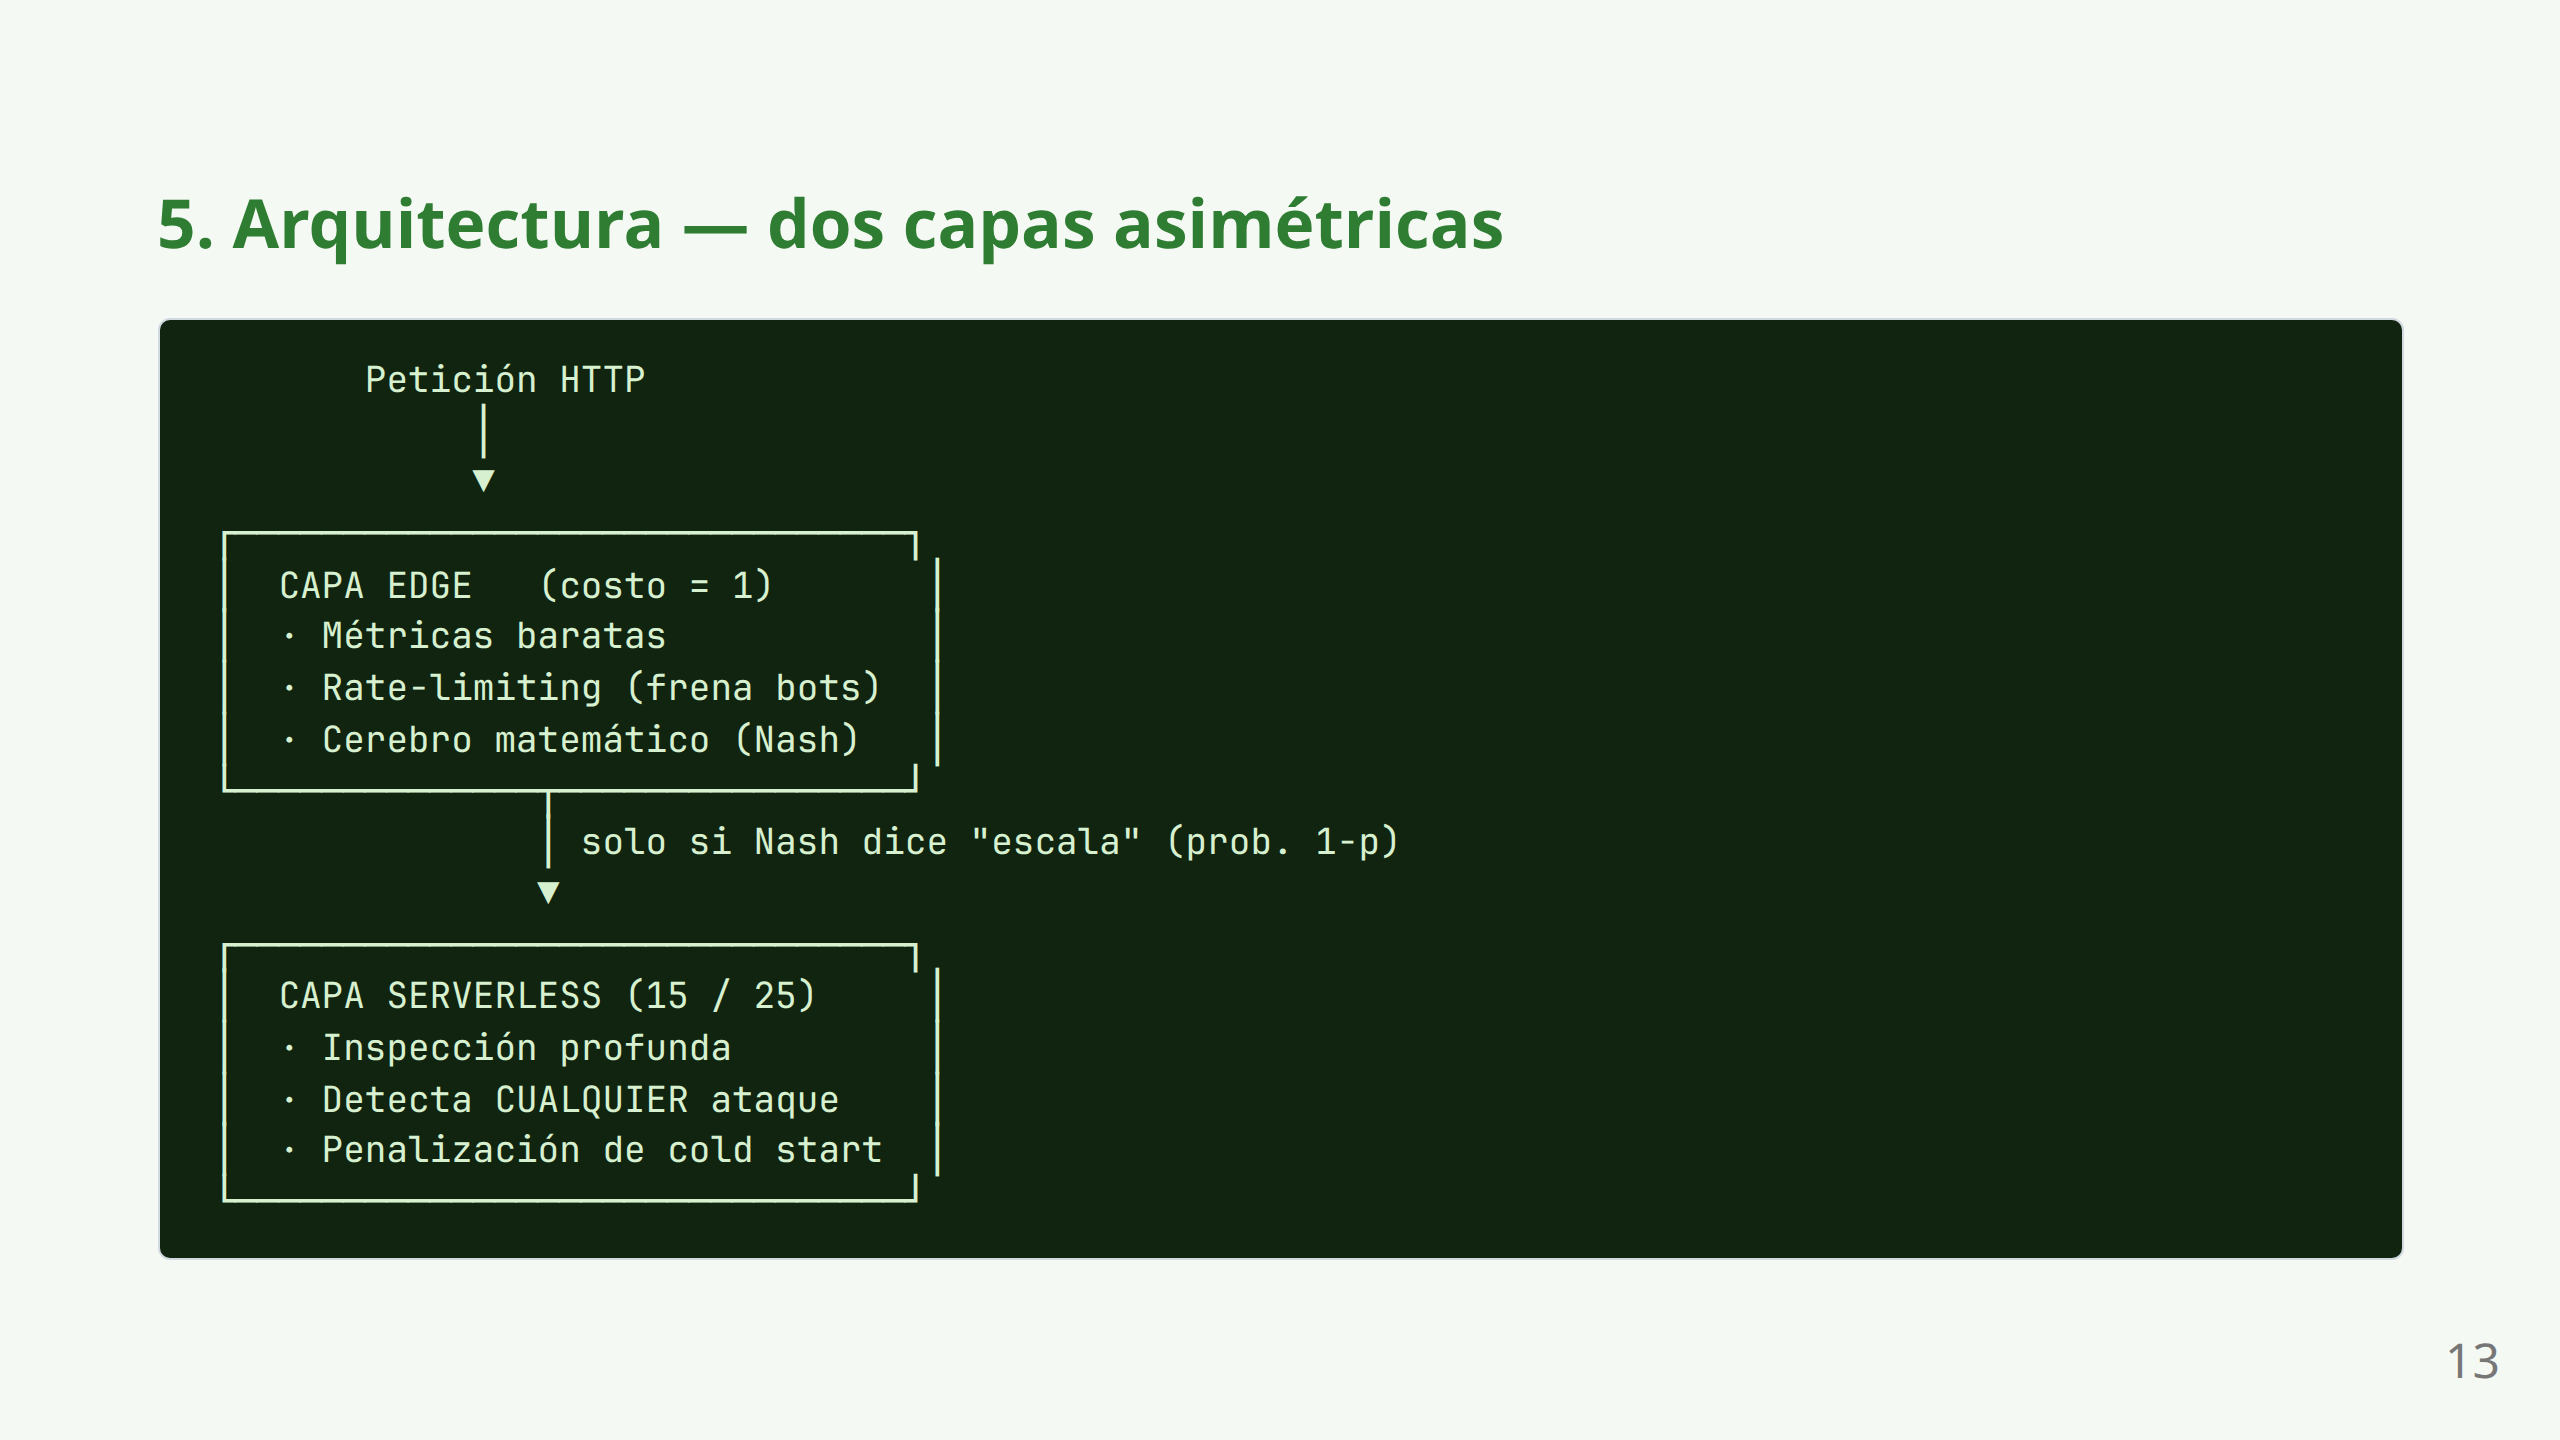 5. Arquitectura — dos capas asimétricas
Petición HTTP
CAPA EDGE   (costo = 1)
· Métricas baratas
· Rate-limiting (frena bots)
· Cerebro matemático (Nash)
solo si Nash dice "escala" (prob. 1-p)
CAPA SERVERLESS (15 / 25)
· Inspección profunda
· Detecta CUALQUIER ataque
· Penalización de cold start
13